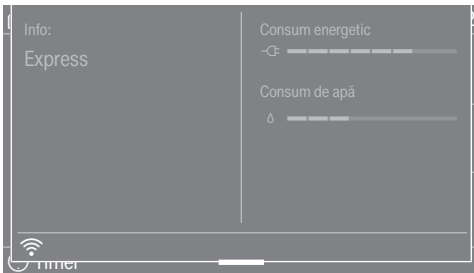 Info:
Express
Consum energetic
Consum de apă
Timer